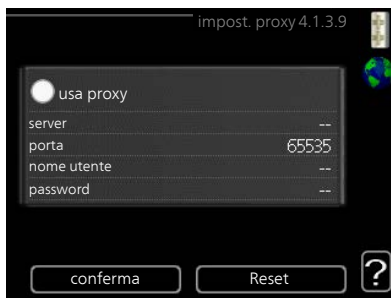 impost. proxy 4.1.3.9
usa proxy
server --
porta 65535
nome utente --
password --
conferma Reset
?